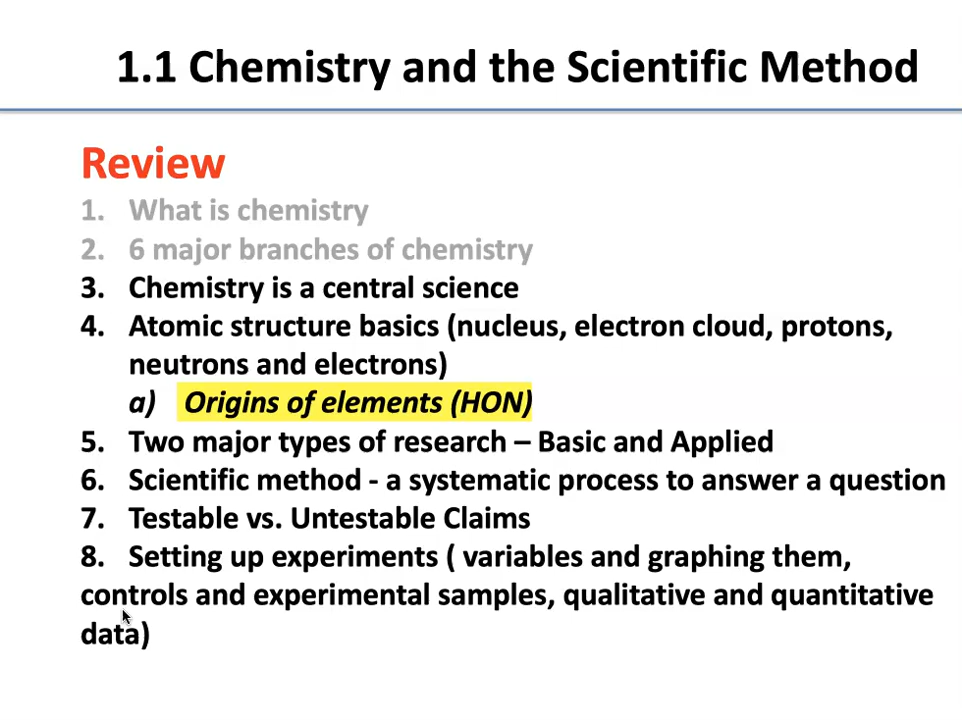 1.1 Chemistry and the Scientific Method
Review
1. What is chemistry
2. 6 major branches of chemistry
3. Chemistry is a central science
4. Atomic structure basics (nucleus, electron cloud, protons,
neutrons and electrons)
a) Origins of elements (HON)
5. Two major types of research – Basic and Applied
6. Scientific method - a systematic process to answer a question
7. Testable vs. Untestable Claims
8. Setting up experiments ( variables and graphing them,
controls and experimental samples, qualitative and quantitative
data)